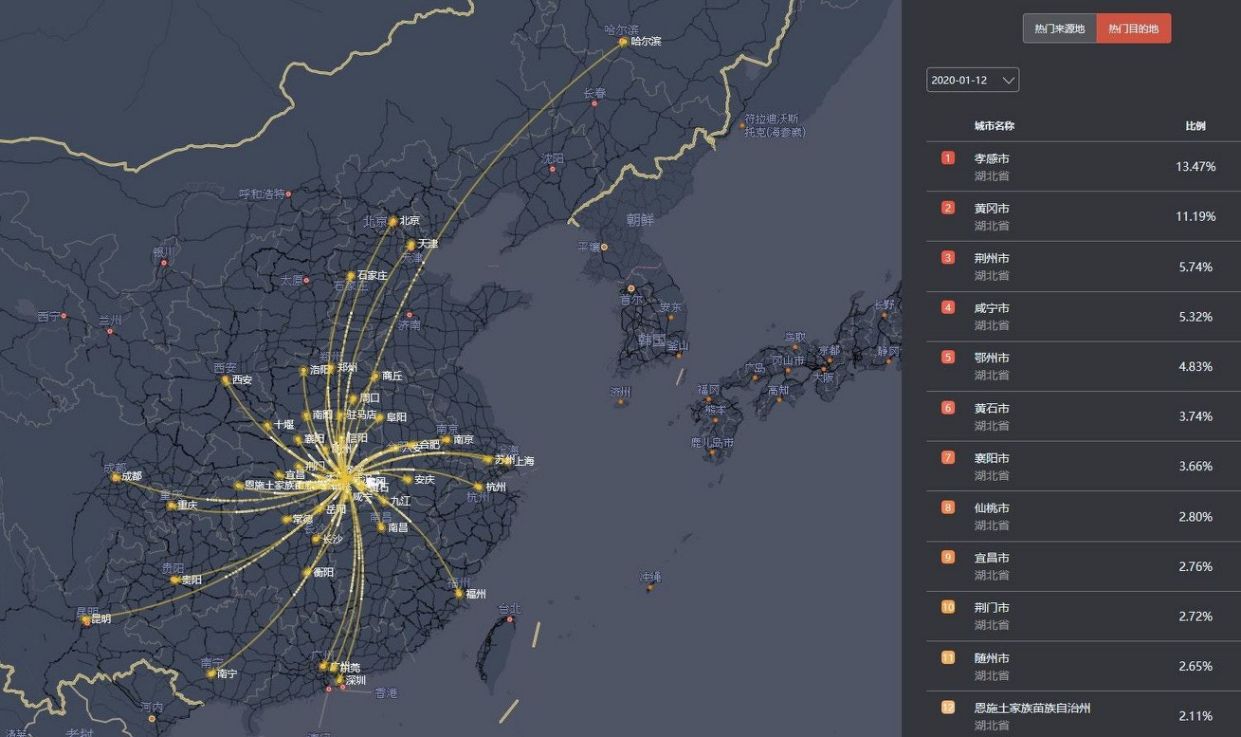 热门来源地
热门目的地
2020-01-12
城市名称
比例
1
孝感市
湖北省
13.47%
2
黄冈市
湖北省
11.19%
3
荆州市
湖北省
5.74%
4
咸宁市
湖北省
5.32%
5
鄂州市
湖北省
4.83%
6
黄石市
湖北省
3.74%
7
襄阳市
湖北省
3.66%
8
仙桃市
湖北省
2.80%
9
宜昌市
湖北省
2.76%
10
荆门市
湖北省
2.72%
11
随州市
湖北省
2.65%
12
恩施土家族苗族自治州
湖北省
2.11%
哈尔滨
哈尔滨
长春
符拉迪沃斯
托克(海参崴)
沈阳
呼和浩特
北京
北京
朝鲜
天津
天津
平壤
银川
太原
石家庄
石家庄
首尔
安东
长野
西宁
兰州
济南
韩国
釜山
鸟取
京都
静冈
冈山市
广岛
大阪
西安
西安
洛阳
郑州
郑州
商丘
济州
福冈
高知
熊本
周口
十堰
南阳
驻马店
阜阳
鹿儿岛市
襄阳
信阳
合肥
南京
南京
荆门
苏州
上海
成都
成都
宜昌
安庆
杭州
杭州
恩施土家族苗族
重庆
重庆
咸宁
九江
岳阳
常德
南昌
南昌
长沙
冲绳
贵阳
贵阳
衡阳
福州
福州
台北
昆明
昆明
南宁
南宁
广州
广州
东莞
深圳
香港
河内
老挝